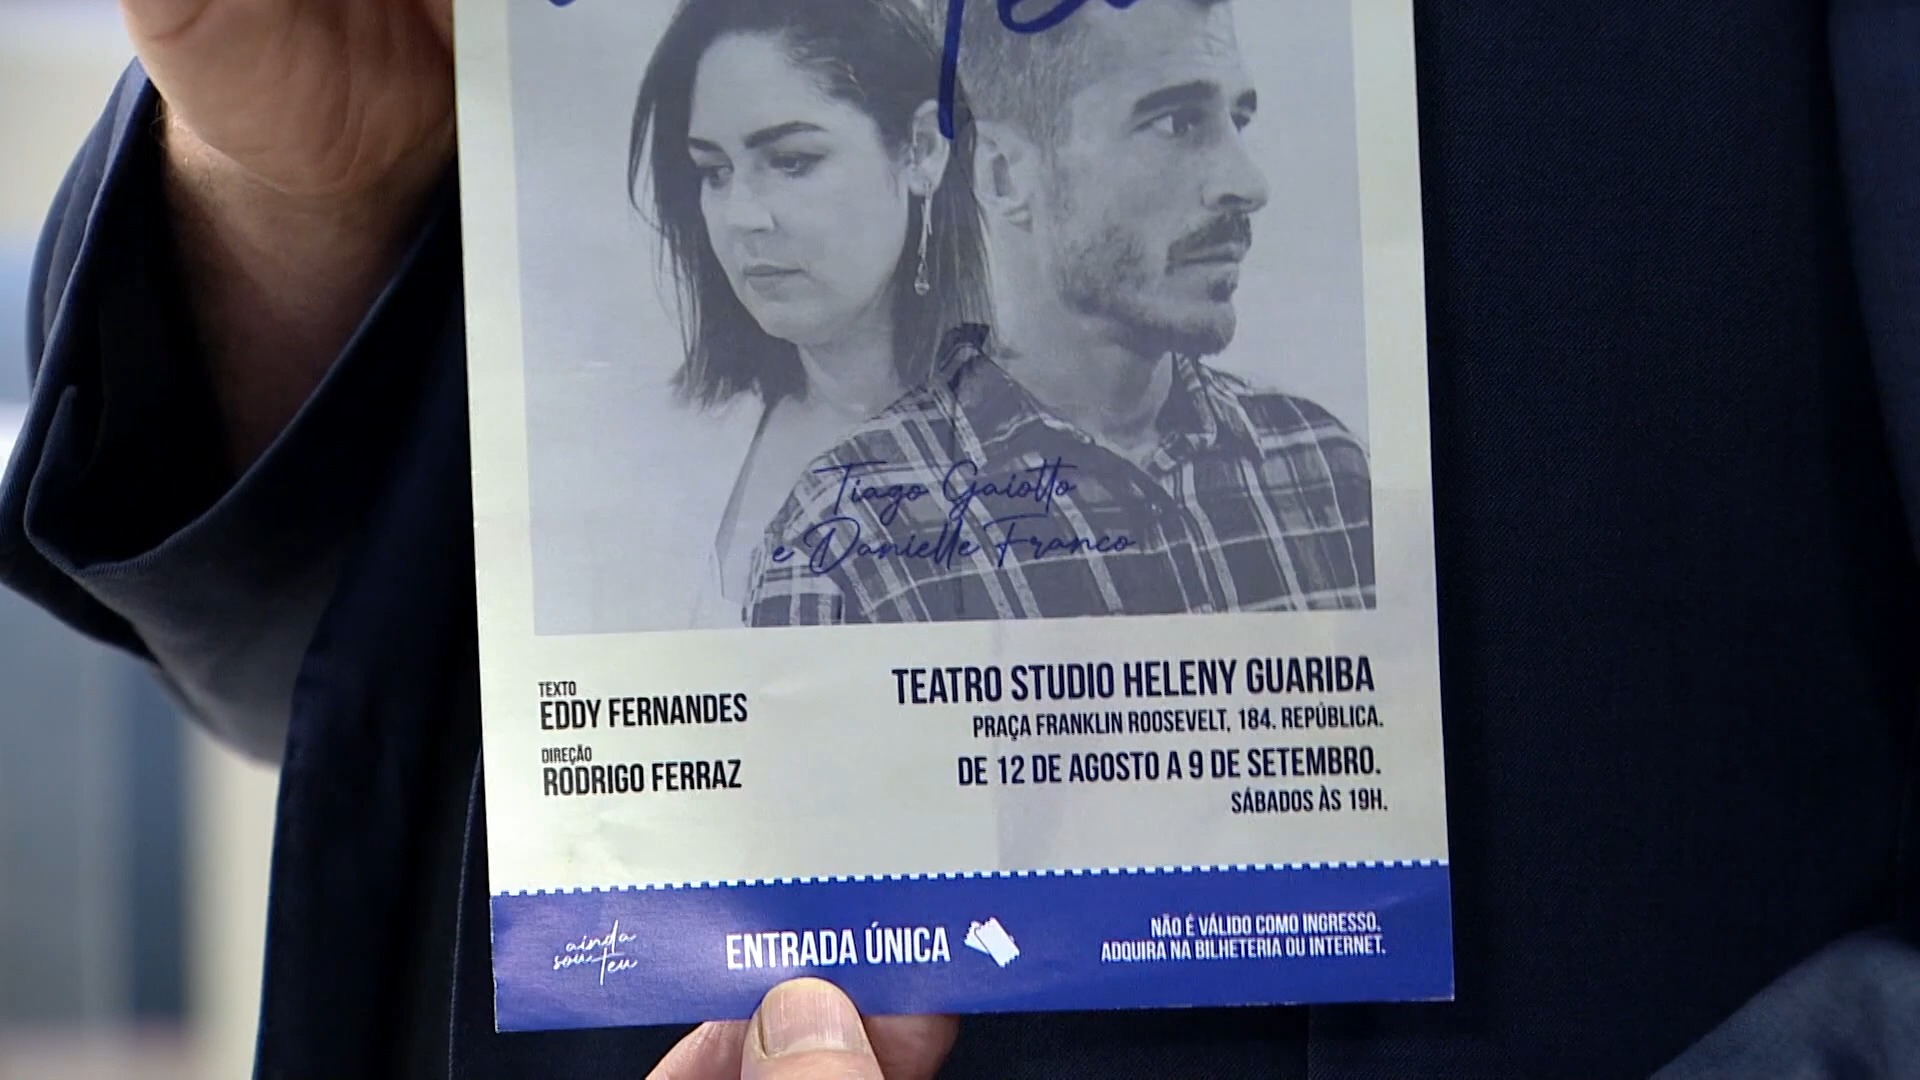 Tiago Gaiotto
e Danielle Franco
TEXTO
EDDY FERNANDES
DIREÇÃO
RODRIGO FERRAZ
TEATRO STUDIO HELENY GUARIBA
PRAÇA FRANKLIN ROOSEVELT, 184. REPÚBLICA.
DE 12 DE AGOSTO A 9 DE SETEMBRO.
SÁBADOS ÀS 19H.
ainda
sou teu
ENTRADA ÚNICA
NÃO É VÁLIDO COMO INGRESSO.
ADQUIRA NA BILHETERIA OU INTERNET.